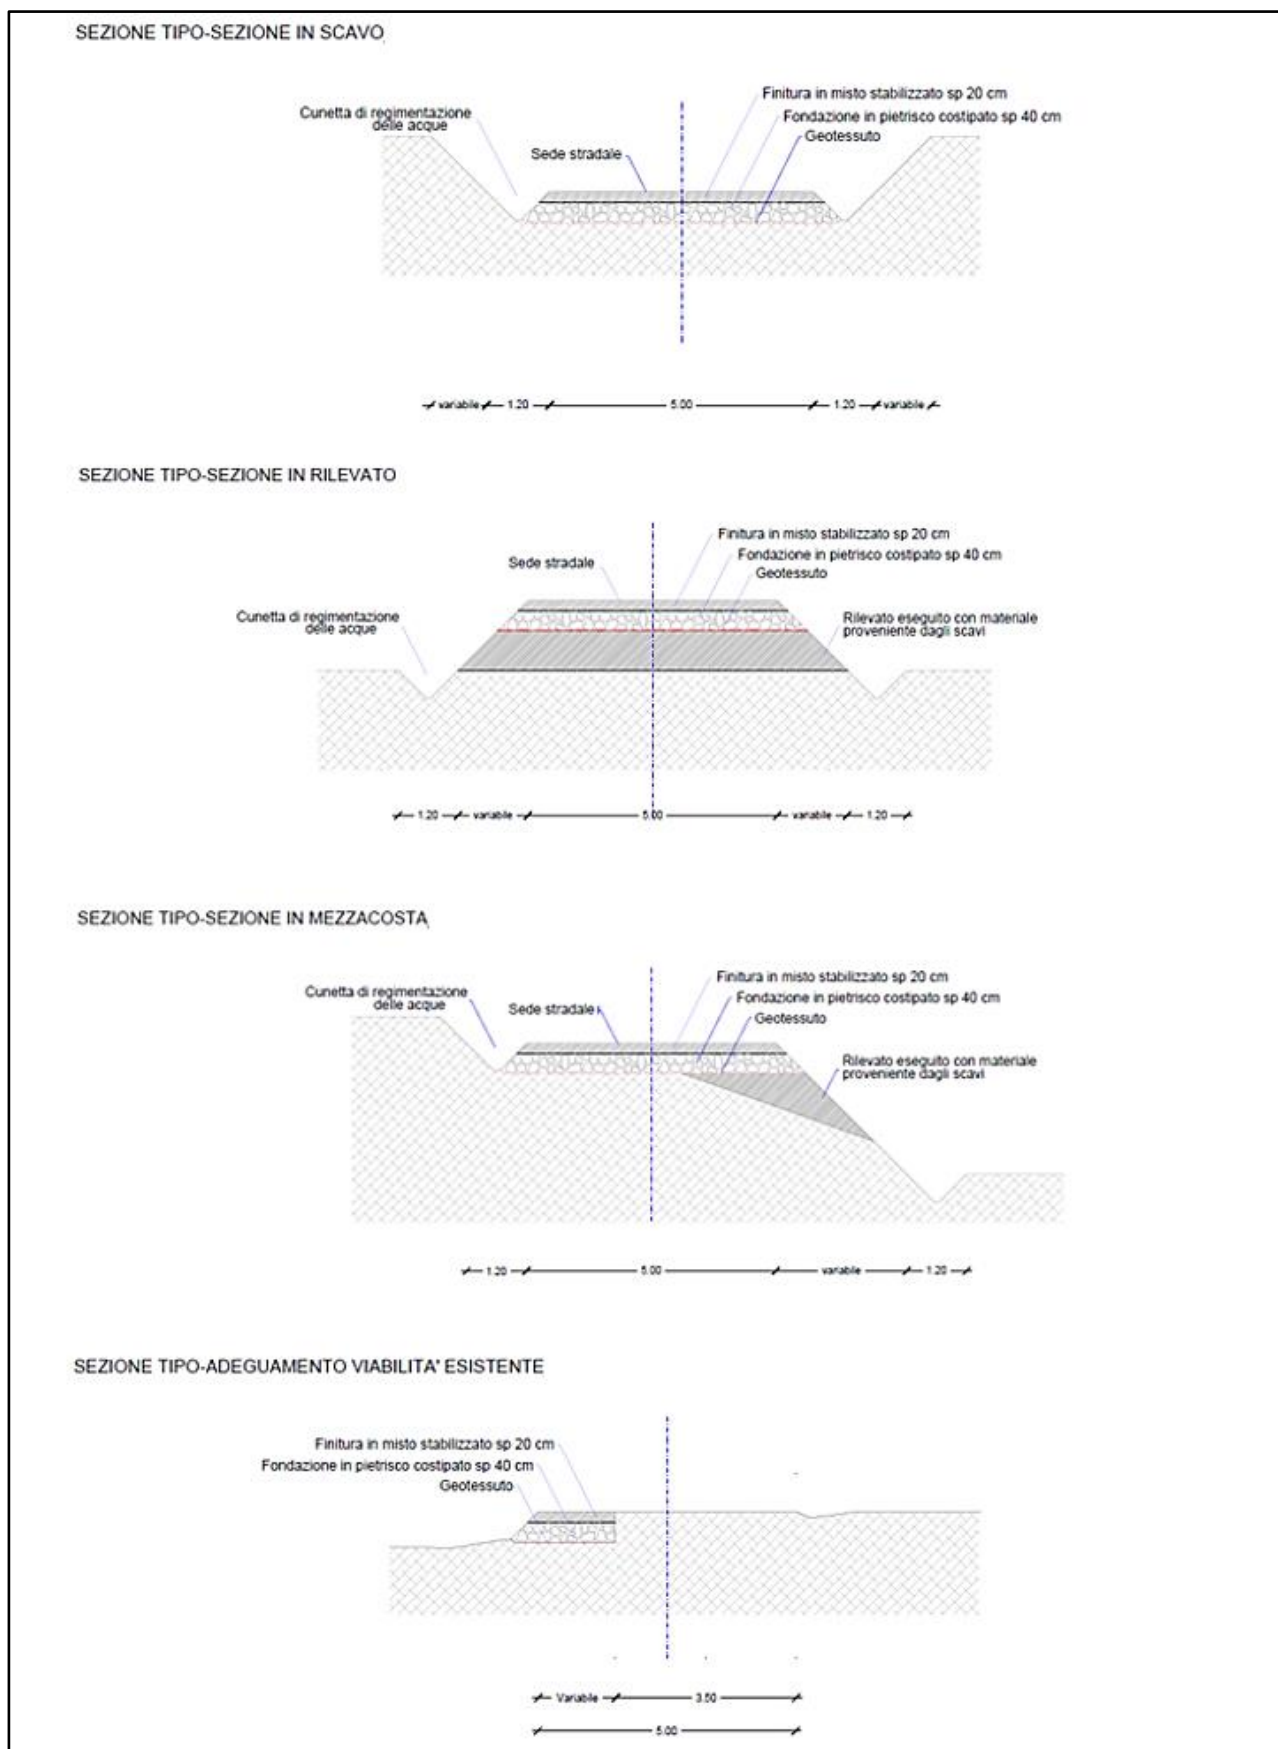 SEZIONE TIPO-SEZIONE IN SCAVO
Finitura in misto stabilizzato sp 20 cm
Cunetta di regimentazione
delle acque
Fondazione in pietrisco costipato sp 40 cm
Geotessuto
Sede stradale
variabile 1.20 5.00 1.20 variabile
SEZIONE TIPO-SEZIONE IN RILEVATO
Finitura in misto stabilizzato sp 20 cm
Fondazione in pietrisco costipato sp 40 cm
Sede stradale
Geotessuto
Cunetta di regimentazione
delle acque
Rilevato eseguito con materiale
proveniente dagli scavi
1.20 variabile 5.00 variabile 1.20
SEZIONE TIPO-SEZIONE IN MEZZACOSTA
Finitura in misto stabilizzato sp 20 cm
Cunetta di regimentazione
delle acque
Fondazione in pietrisco costipato sp 40 cm
Sede stradale
Geotessuto
Rilevato eseguito con materiale
proveniente dagli scavi
1.20 5.00 variabile 1.20
SEZIONE TIPO-ADEGUAMENTO VIABILITA' ESISTENTE
Finitura in misto stabilizzato sp 20 cm
Fondazione in pietrisco costipato sp 40 cm
Geotessuto
Variabile 3.50
5.00